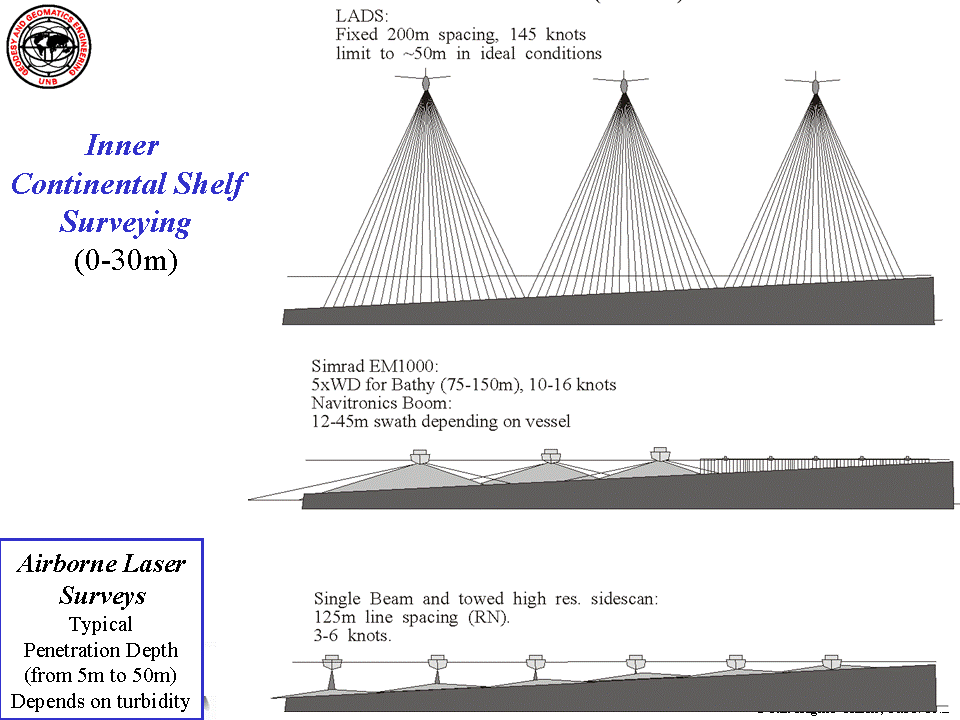 GEODESY AND GEOMATICS ENGINEERING
UNB
Inner
Continental Shelf
Surveying
(0-30m)
LADS:
Fixed 200m spacing, 145 knots
limit to ~50m in ideal conditions
Simrad EM1000:
5xWD for Bathy (75-150m), 10-16 knots
Navitronics Boom:
12-45m swath depending on vessel
Airborne Laser
Surveys
Typical
Penetration Depth
(from 5m to 50m)
Depends on turbidity
Single Beam and towed high res. sidescan:
125m line spacing (RN).
3-6 knots.